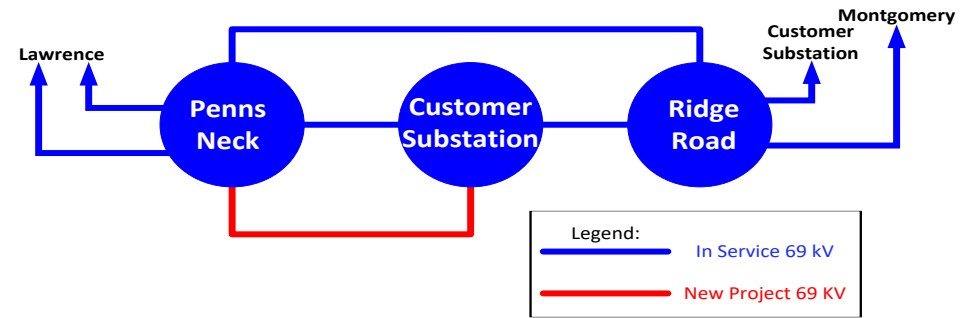 Montgomery
Customer
Substation
Lawrence
Penns
Neck
Customer
Substation
Ridge
Road
Legend:
In Service 69 kV
New Project 69 KV